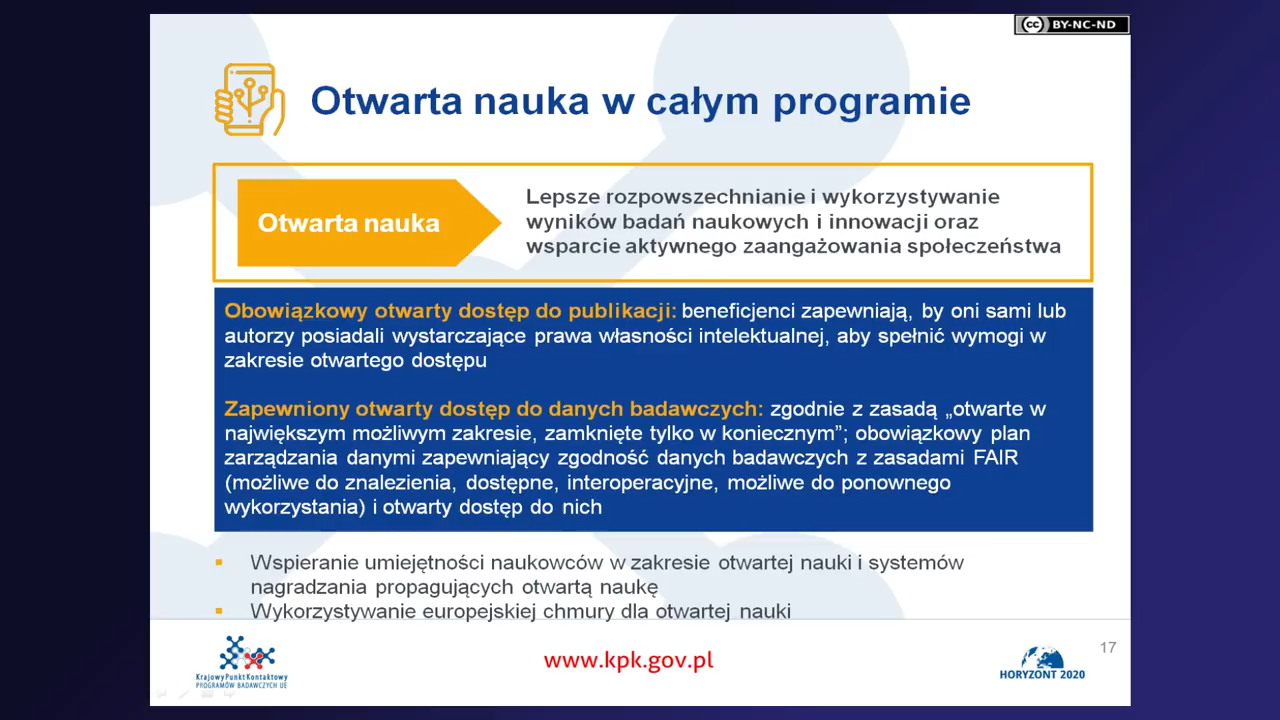 cc BY-NC-ND
Otwarta nauka w całym programie
Otwarta nauka
Lepsze rozpowszechnianie i wykorzystywanie
wyników badań naukowych i innowacji oraz
wsparcie aktywnego zaangażowania społeczeństwa
Obowiązkowy otwarty dostęp do publikacji: beneficjenci zapewniają, by oni sami lub
autorzy posiadali wystarczające prawa własności intelektualnej, aby spełnić wymogi w
zakresie otwartego dostępu
Zapewniony otwarty dostęp do danych badawczych: zgodnie z zasadą „otwarte w
największym możliwym zakresie, zamknięte tylko w koniecznym”; obowiązkowy plan
zarządzania danymi zapewniający zgodność danych badawczych z zasadami FAIR
(możliwe do znalezienia, dostępne, interoperacyjne, możliwe do ponownego
wykorzystania) i otwarty dostęp do nich
▪ Wspieranie umiejętności naukowców w zakresie otwartej nauki i systemów
nagradzania propagujących otwartą naukę
▪ Wykorzystywanie europejskiej chmury dla otwartej nauki
Krajowy Punkt Kontaktowy
PROGRAMÓW BADAWCZYCH UE
www.kpk.gov.pl
HORYZONT 2020
17